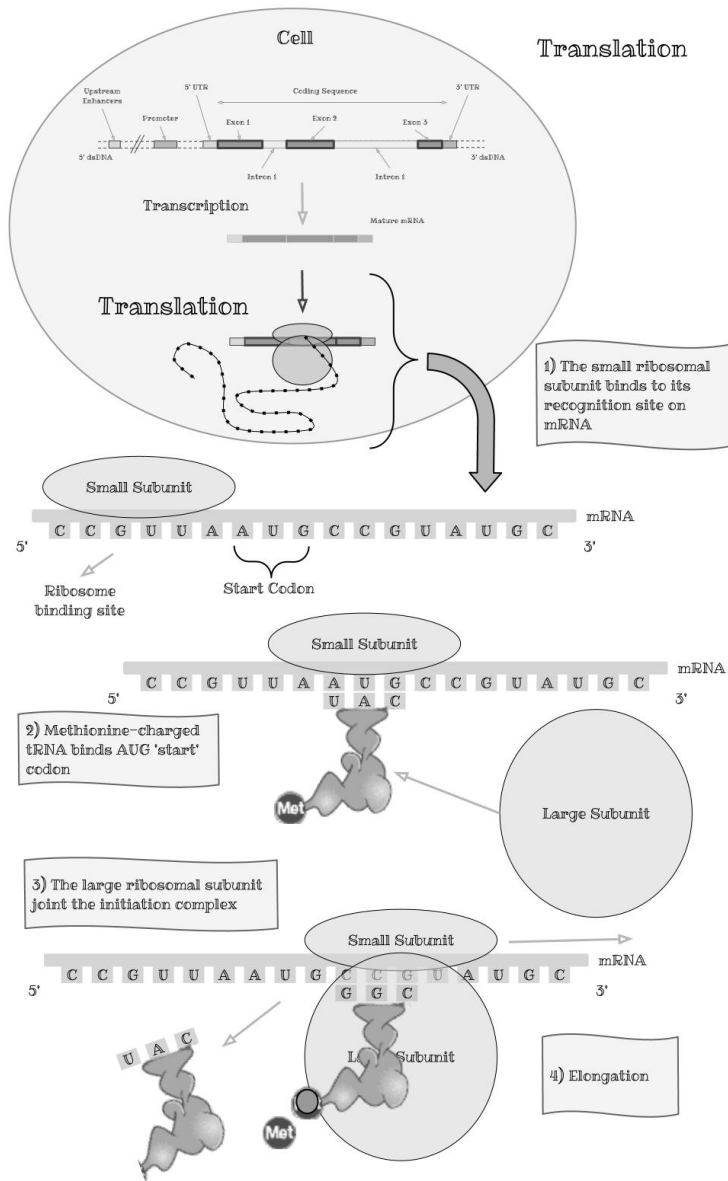 Cell
Translation
Upstream
Enhancers
Promoter
5' UTR
Coding Sequence
3' UTR
Exon 1
Exon 2
Exon 3
5' dsDNA
3' dsDNA
Intron 1
Intron 1
Transcription
Mature mRNA
Translation
1) The small ribosomal
subunit binds to its
recognition site on
mRNA
Small Subunit
mRNA
C C G U U A A U G C C G U A U G C
5'
3'
Ribosome
binding site
Start Codon
Small Subunit
mRNA
C C G U U A A U G C C G U A U G C
5'
3'
U A C
2) Methionine-charged
tRNA binds AUG 'start'
codon
Met
Large Subunit
3) The large ribosomal subunit
joint the initiation complex
Small Subunit
mRNA
C C G U U A A U G C C G U A U G C
5'
3'
G G C
U A C
Subunit
4) Elongation
Met